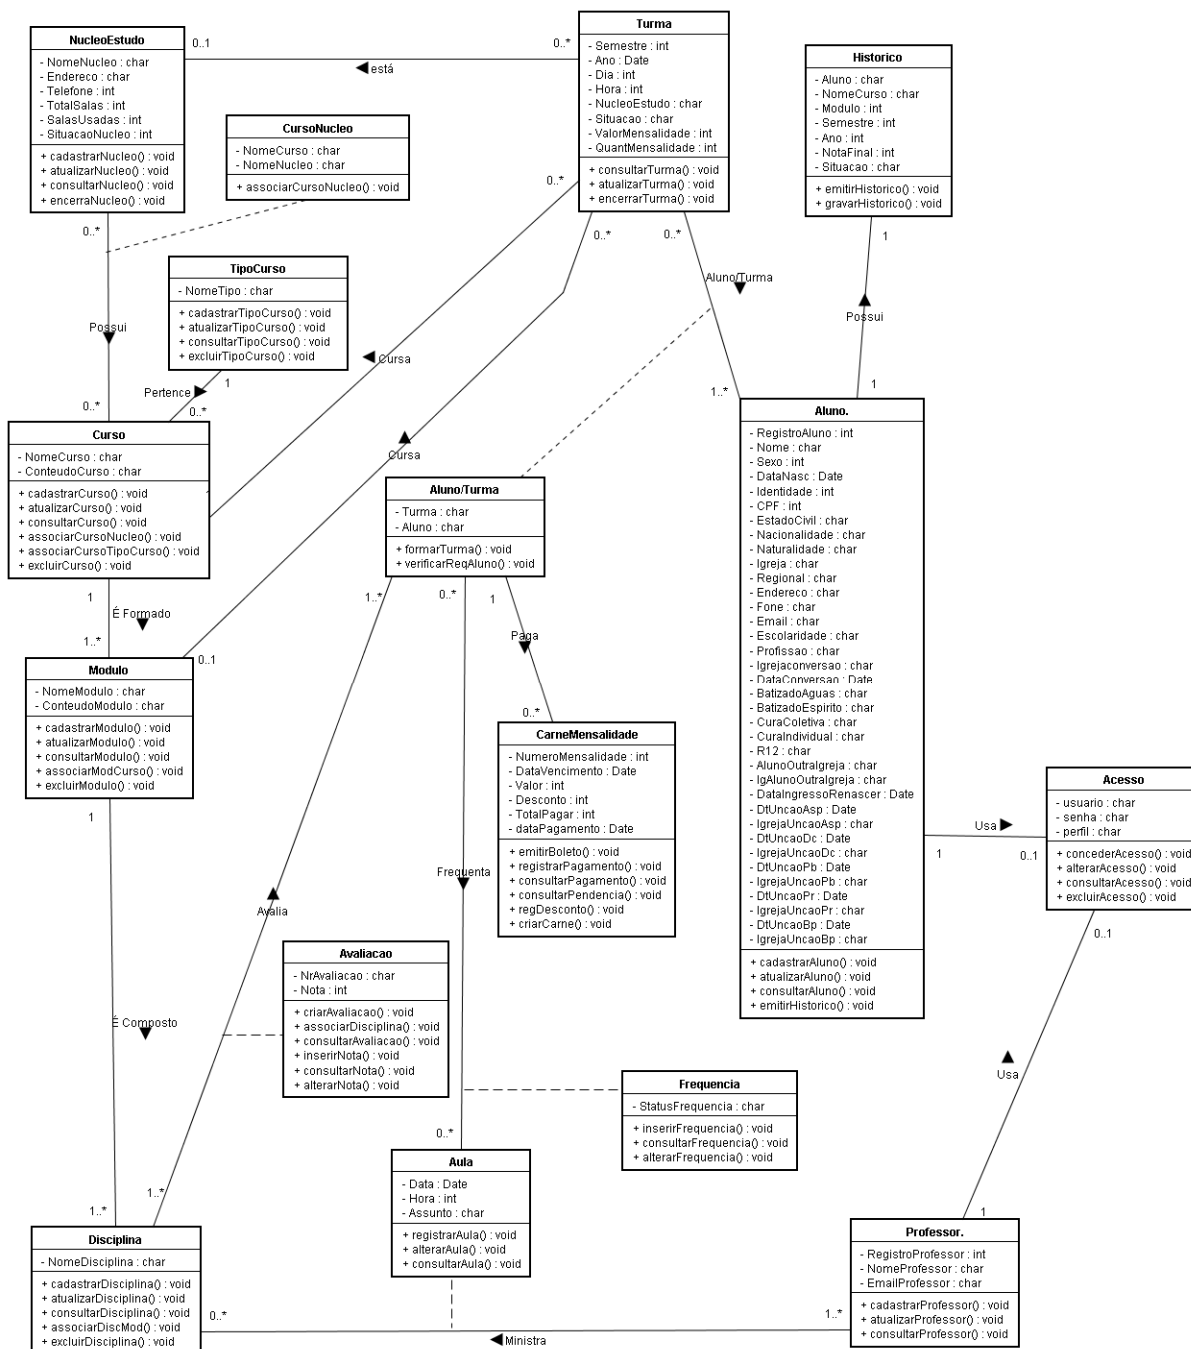 NucleoEstudo
- NomeNucleo : char
- Endereco : char
- Telefone : int
- TotalSalas : int
- SalasUsadas : int
- SituacaoNucleo : int
+ cadastrarNucleo() : void
+ atualizarNucleo() : void
+ consultarNucleo() : void
+ encerraNucleo() : void
0..1
0..*
está
Turma
- Semestre : int
- Ano : Date
- Dia : int
- Hora : int
- NucleoEstudo : char
- Situacao : char
- ValorMensalidade : int
- QuantMensalidade : int
+ consultarTurma() : void
+ atualizarTurma() : void
+ encerrarTurma() : void
Historico
- Aluno : char
- NomeCurso : char
- Modulo : int
- Semestre : int
- Ano : int
- NotaFinal : int
- Situacao : char
+ emitirHistorico() : void
+ gravarHistorico() : void
CursoNucleo
- NomeCurso : char
- NomeNucleo : char
+ associarCursoNucleo() : void
0..*
0..*
0..*
0..*
1
TipoCurso
- NomeTipo : char
+ cadastrarTipoCurso() : void
+ atualizarTipoCurso() : void
+ consultarTipoCurso() : void
+ excluirTipoCurso() : void
Aluno/Turma
Possui
Possui
Cursa
Pertence
1
1..*
1
0..*
0..*
Curso
- NomeCurso : char
- ConteudoCurso : char
+ cadastrarCurso() : void
+ atualizarCurso() : void
+ consultarCurso() : void
+ associarCursoNucleo() : void
+ associarCursoTipoCurso() : void
+ excluirCurso() : void
Cursa
Aluno/Turma
- Turma : char
- Aluno : char
+ formarTurma() : void
+ verificarReqAluno() : void
Aluno.
- RegistroAluno : int
- Nome : char
- Sexo : int
- DataNasc : Date
- Identidade : int
- CPF : int
- EstadoCivil : char
- Nacionalidade : char
- Naturalidade : char
- Igreja : char
- Regional : char
- Endereco : char
- Fone : char
- Email : char
- Escolaridade : char
- Profissao : char
- Igrejaconversao : char
- DataConversao : Date
- BatizadoAguas : char
- BatizadoEspirito : char
- CuraColetiva : char
- CuraIndividual : char
- R12 : char
- AlunoOutraIgreja : char
- IgAlunoOutraIgreja : char
- DataIngressoRenascer : Date
- DtUncaoAsp : Date
- IgrejaUncaoAsp : char
- DtUncaoDc : Date
- IgrejaUncaoDc : char
- DtUncaoPb : Date
- IgrejaUncaoPb : char
- DtUncaoPr : Date
- IgrejaUncaoPr : char
- DtUncaoBp : Date
- IgrejaUncaoBp : char
+ cadastrarAluno() : void
+ atualizarAluno() : void
+ consultarAluno() : void
+ emitirHistorico() : void
1
1..*
0..*
1
É Formado
Paga
1..*
0..1
Modulo
- NomeModulo : char
- ConteudoModulo : char
+ cadastrarModulo() : void
+ atualizarModulo() : void
+ consultarModulo() : void
+ associarModCurso() : void
+ excluirModulo() : void
0..*
CarneMensalidade
- NumeroMensalidade : int
- DataVencimento : Date
- Valor : int
- Desconto : int
- TotalPagar : int
- dataPagamento : Date
+ emitirBoleto() : void
+ registrarPagamento() : void
+ consultarPagamento() : void
+ consultarPendencia() : void
+ regDesconto() : void
+ criarCarne() : void
Acesso
- usuario : char
- senha : char
- perfil : char
+ concederAcesso() : void
+ alterarAcesso() : void
+ consultarAcesso() : void
+ excluirAcesso() : void
1
Usa
1
0..1
Frequenta
Avalia
0..1
Avaliacao
- NrAvaliacao : char
- Nota : int
+ criarAvaliacao() : void
+ associarDisciplina() : void
+ consultarAvaliacao() : void
+ inserirNota() : void
+ consultarNota() : void
+ alterarNota() : void
É Composto
Usa
Frequência
- StatusFrequencia : char
+ inserirFrequencia() : void
+ consultarFrequencia() : void
+ alterarFrequencia() : void
0..*
Aula
- Data : Date
- Hora : int
- Assunto : char
+ registrarAula() : void
+ alterarAula() : void
+ consultarAula() : void
1..*
1..*
1
Disciplina
- NomeDisciplina : char
+ cadastrarDisciplina() : void
+ atualizarDisciplina() : void
+ consultarDisciplina() : void
+ associarDiscMod() : void
+ excluirDisciplina() : void
Professor.
- RegistroProfessor : int
- NomeProfessor : char
- EmailProfessor : char
+ cadastrarProfessor() : void
+ atualizarProfessor() : void
+ consultarProfessor() : void
0..*
1..*
Ministra